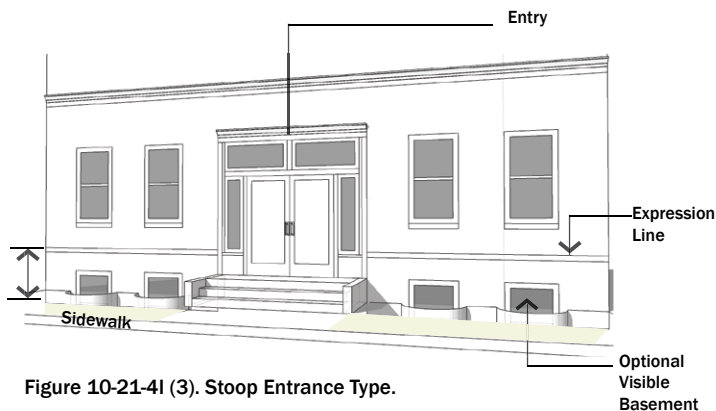 Entry
Expression
Line
Sidewalk
Optional
Visible
Basement
Figure 10-21-4I (3). Stoop Entrance Type.